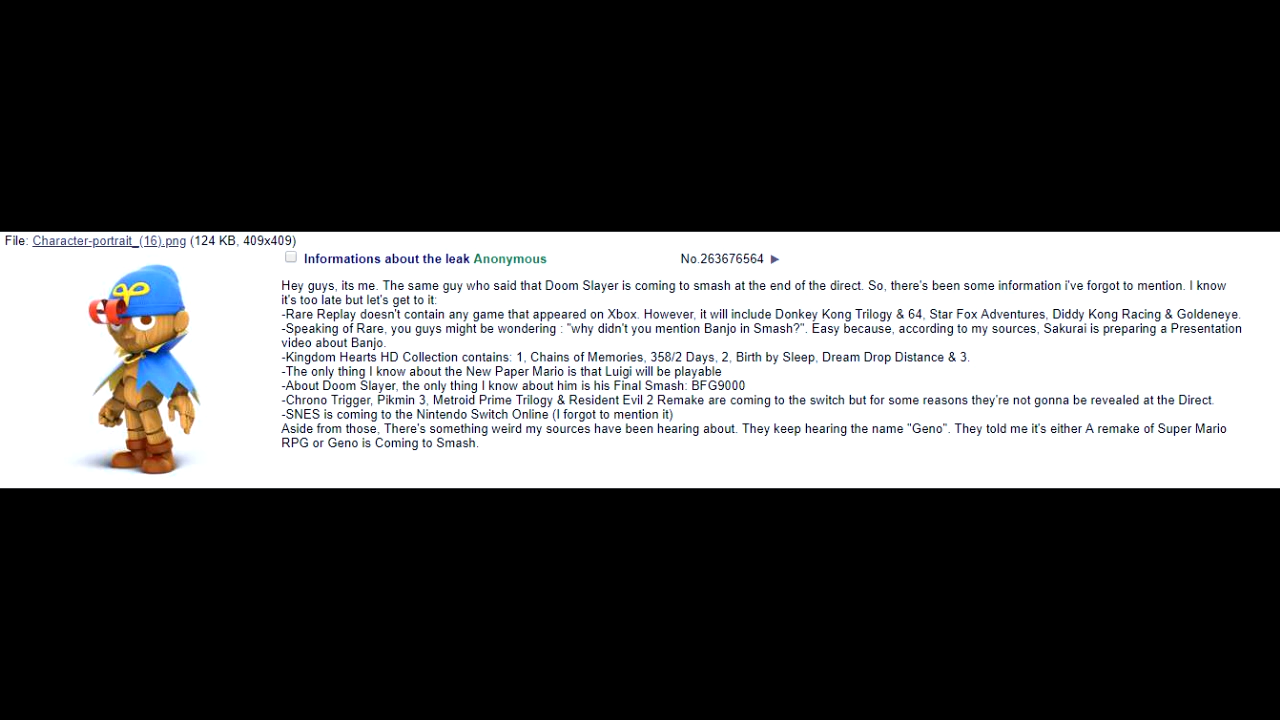 File: Character-portrait_(16).png (124 KB, 409x409)
Informations about the leak Anonymous No.263676564 ▶
Hey guys, its me. The same guy who said that Doom Slayer is coming to smash at the end of the direct. So, there's been some information i've forgot to mention. I know
it's too late but let's get to it:
-Rare Replay doesn't contain any game that appeared on Xbox. However, it will include Donkey Kong Trilogy & 64, Star Fox Adventures, Diddy Kong Racing & Goldeneye.
-Speaking of Rare, you guys might be wondering : "why didn't you mention Banjo in Smash?". Easy because, according to my sources, Sakurai is preparing a Presentation
video about Banjo.
-Kingdom Hearts HD Collection contains: 1, Chains of Memories, 358/2 Days, 2, Birth by Sleep, Dream Drop Distance & 3.
-The only thing I know about the New Paper Mario is that Luigi will be playable
-About Doom Slayer, the only thing I know about him is his Final Smash: BFG9000
-Chrono Trigger, Pikmin 3, Metroid Prime Trilogy & Resident Evil 2 Remake are coming to the switch but for some reasons they're not gonna be revealed at the Direct.
-SNES is coming to the Nintendo Switch Online (I forgot to mention it)
Aside from those, There's something weird my sources have been hearing about. They keep hearing the name "Geno". They told me it's either A remake of Super Mario
RPG or Geno is Coming to Smash.